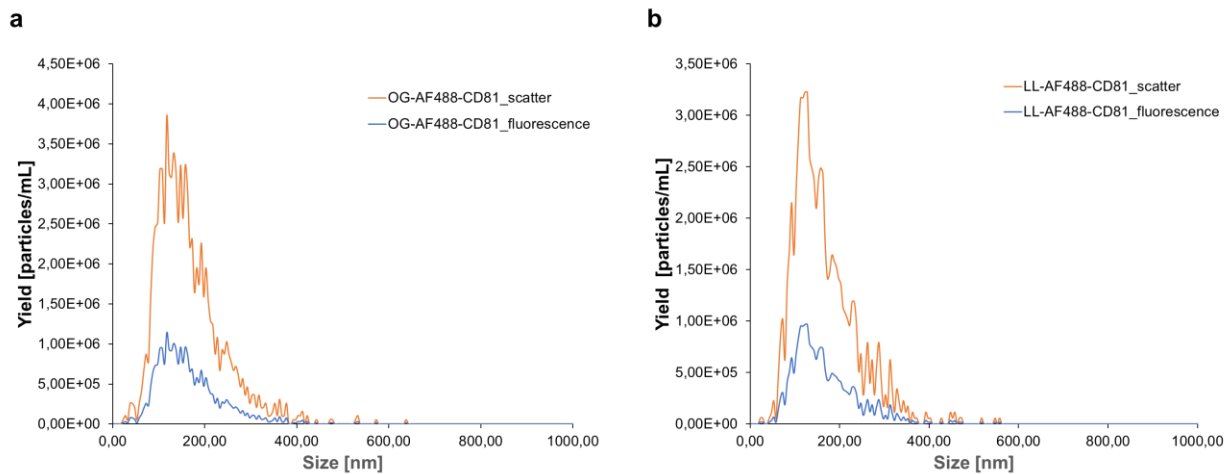 a
4,50E+06
4,00E+06
3,50E+06
3,00E+06
2,50E+06
2,00E+06
1,50E+06
1,00E+06
5,00E+05
0,00E+00
Yield [particles/mL]
OG-AF488-CD81_scatter
OG-AF488-CD81_fluorescence
0,00 200,00 400,00 600,00 800,00 1000,00
Size [nm]
b
3,50E+06
3,00E+06
2,50E+06
2,00E+06
1,50E+06
1,00E+06
5,00E+05
0,00E+00
Yield [particles/mL]
LL-AF488-CD81_scatter
LL-AF488-CD81_fluorescence
0,00 200,00 400,00 600,00 800,00 1000,00
Size [nm]